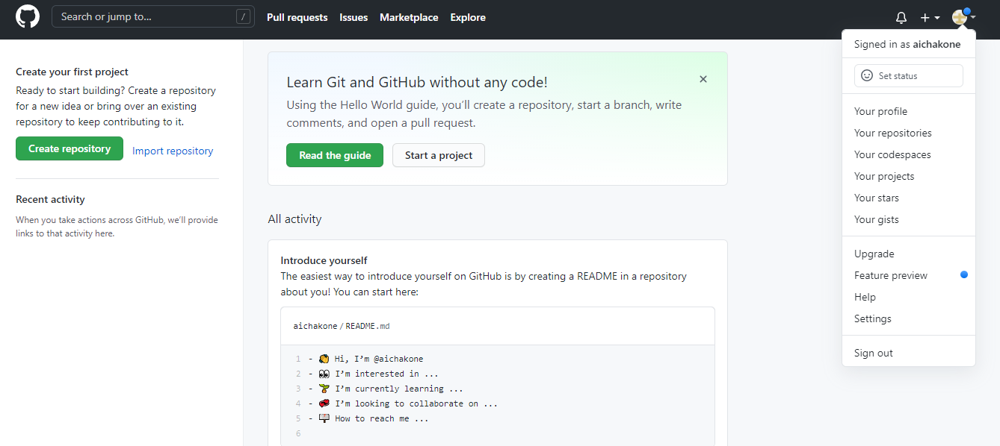 Search or jump to... /
Pull requests Issues Marketplace Explore
Signed in as aichakone
Set status
Your profile
Your repositories
Your codespaces
Your projects
Your stars
Your gists
Upgrade
Feature preview
Help
Settings
Sign out
Create your first project
Ready to start building? Create a repository
for a new idea or bring over an existing
repository to keep contributing to it.
Create repository Import repository
Recent activity
When you take actions across GitHub, we'll provide
links to that activity here.
Learn Git and GitHub without any code!
Using the Hello World guide, you'll create a repository, start a branch, write
comments, and open a pull request.
Read the guide Start a project
All activity
Introduce yourself
The easiest way to introduce yourself on GitHub is by creating a README in a repository
about you! You can start here:
aichakone/README.md
1 - 👋 Hi, I'm @aichakone
2 - 👀 I'm interested in ...
3 - 🌱 I'm currently learning ...
4 - 💞️ I'm looking to collaborate on ...
5 - 📫 How to reach me ...
6